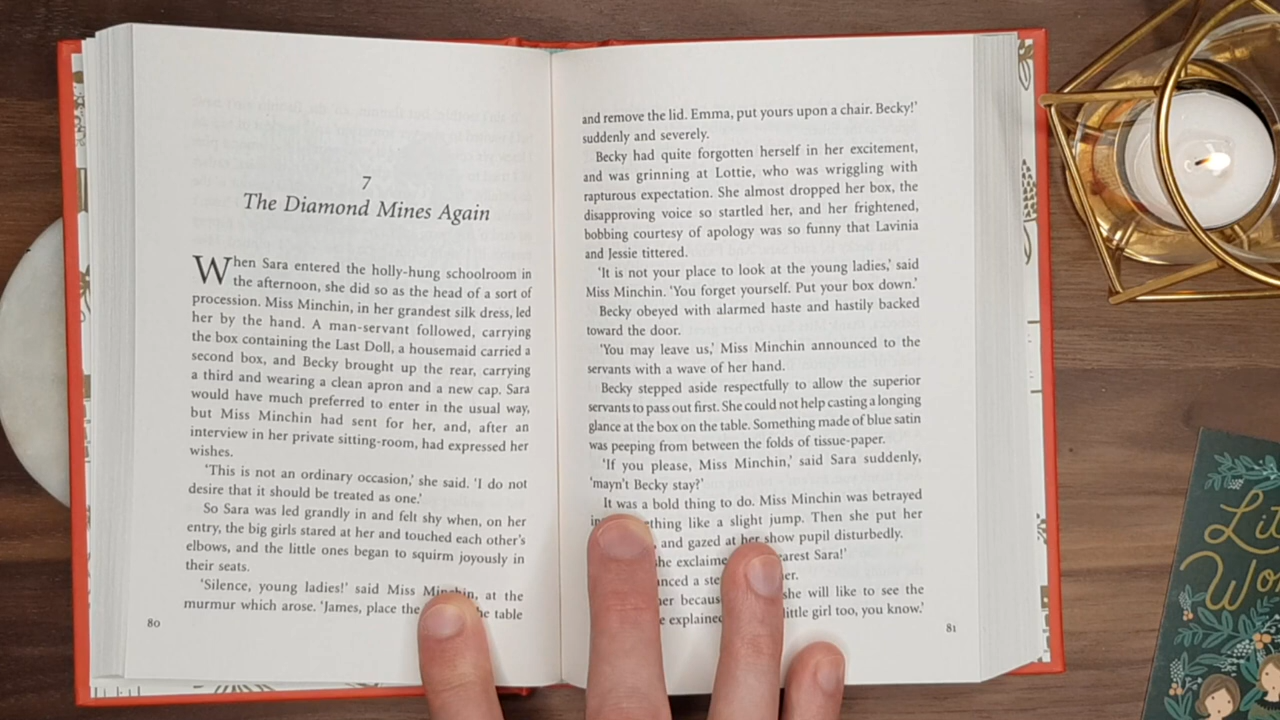 7
The Diamond Mines Again
When Sara entered the holly-hung schoolroom in
the afternoon, she did so as the head of a sort of
procession. Miss Minchin, in her grandest silk dress, led
her by the hand. A man-servant followed, carrying
the box containing the Last Doll, a housemaid carried a
second box, and Becky brought up the rear, carrying
a third and wearing a clean apron and a new cap. Sara
would have much preferred to enter in the usual way,
but Miss Minchin had sent for her, and, after an
interview in her private sitting-room, had expressed her
wishes.
‘This is not an ordinary occasion,’ she said. ‘I do not
desire that it should be treated as one.’
So Sara was led grandly in and felt shy when, on her
entry, the big girls stared at her and touched each other’s
elbows, and the little ones began to squirm joyously in
their seats.
‘Silence, young ladies!’ said Miss Minchin, at the
murmur which arose. ‘James, place the table
80
and remove the lid. Emma, put yours upon a chair. Becky!’
suddenly and severely.
Becky had quite forgotten herself in her excitement,
and was grinning at Lottie, who was wriggling with
rapturous expectation. She almost dropped her box, the
disapproving voice so startled her, and her frightened,
bobbing courtesy of apology was so funny that Lavinia
and Jessie tittered.
‘It is not your place to look at the young ladies,’ said
Miss Minchin. ‘You forget yourself. Put your box down.’
Becky obeyed with alarmed haste and hastily backed
toward the door.
‘You may leave us,’ Miss Minchin announced to the
servants with a wave of her hand.
Becky stepped aside respectfully to allow the superior
servants to pass out first. She could not help casting a longing
glance at the box on the table. Something made of blue satin
was peeping from between the folds of tissue-paper.
‘If you please, Miss Minchin,’ said Sara suddenly,
‘mayn’t Becky stay?’
It was a bold thing to do. Miss Minchin was betrayed
like a slight jump. Then she put her
and gazed at her show pupil disturbedly.
Sara!’
a
she will like to see the
little girl too, you know.’
81